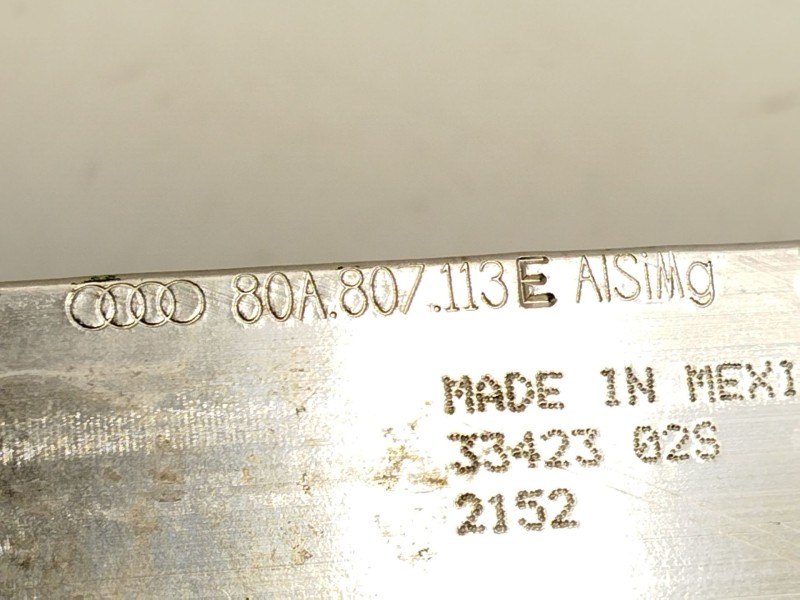 80A.807.113 E AlSiMg
MADE IN MEXI
33423 02S
2152